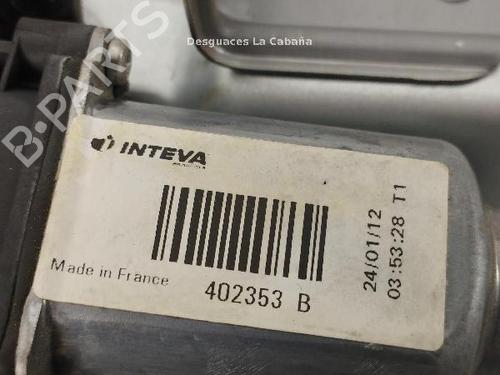 Desguaces La Cabaña
B-PARTS
INTEVA
Made in France
402353 B
24/01/12
03:53:28 T1